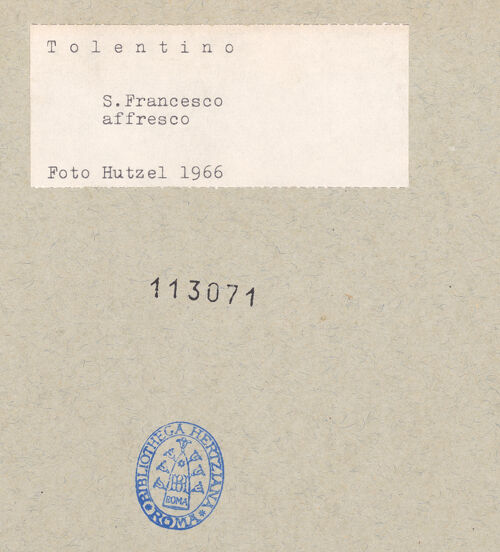 Tolentino
S.Francesco
affresco
Foto Hutzel 1966
113071
BIBLIOTHECA HERTZIANA
ROMA
ROMA